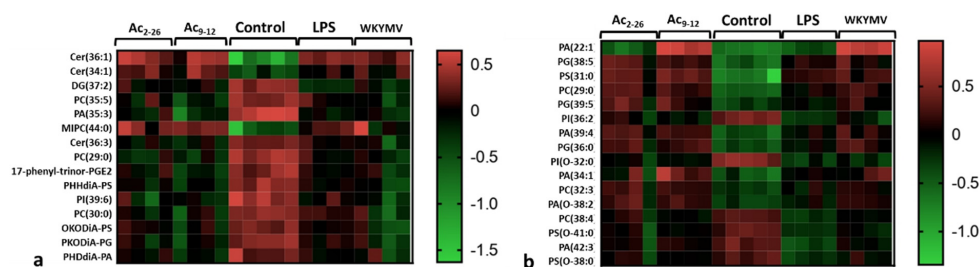 Ac2-26 Ac9-12 Control LPS WKYMV
Cer(36:1)
Cer(34:1)
DG(37:2)
PC(35:5)
PA(35:3)
MIPC(44:0)
Cer(36:3)
PC(29:0)
17-phenyl-trinor-PGE2
PHHdiA-PS
PI(39:6)
PC(30:0)
OKODiA-PS
PKODiA-PG
PHDdiA-PA
0.5
0
-0.5
-1.0
-1.5
a
Ac2-26 Ac9-12 Control LPS WKYMV
PA(22:1
PG(38:5
PS(31:0
PC(29:0
PG(39:5
PI(36:2
PA(39:4
PG(36:0
PI(O-32:0
PA(34:1
PC(32:3
PA(O-38:2
PC(38:4
PS(O-41:0
PA(42:3
PS(O-38:0
0.5
0
-0.5
-1.0
b